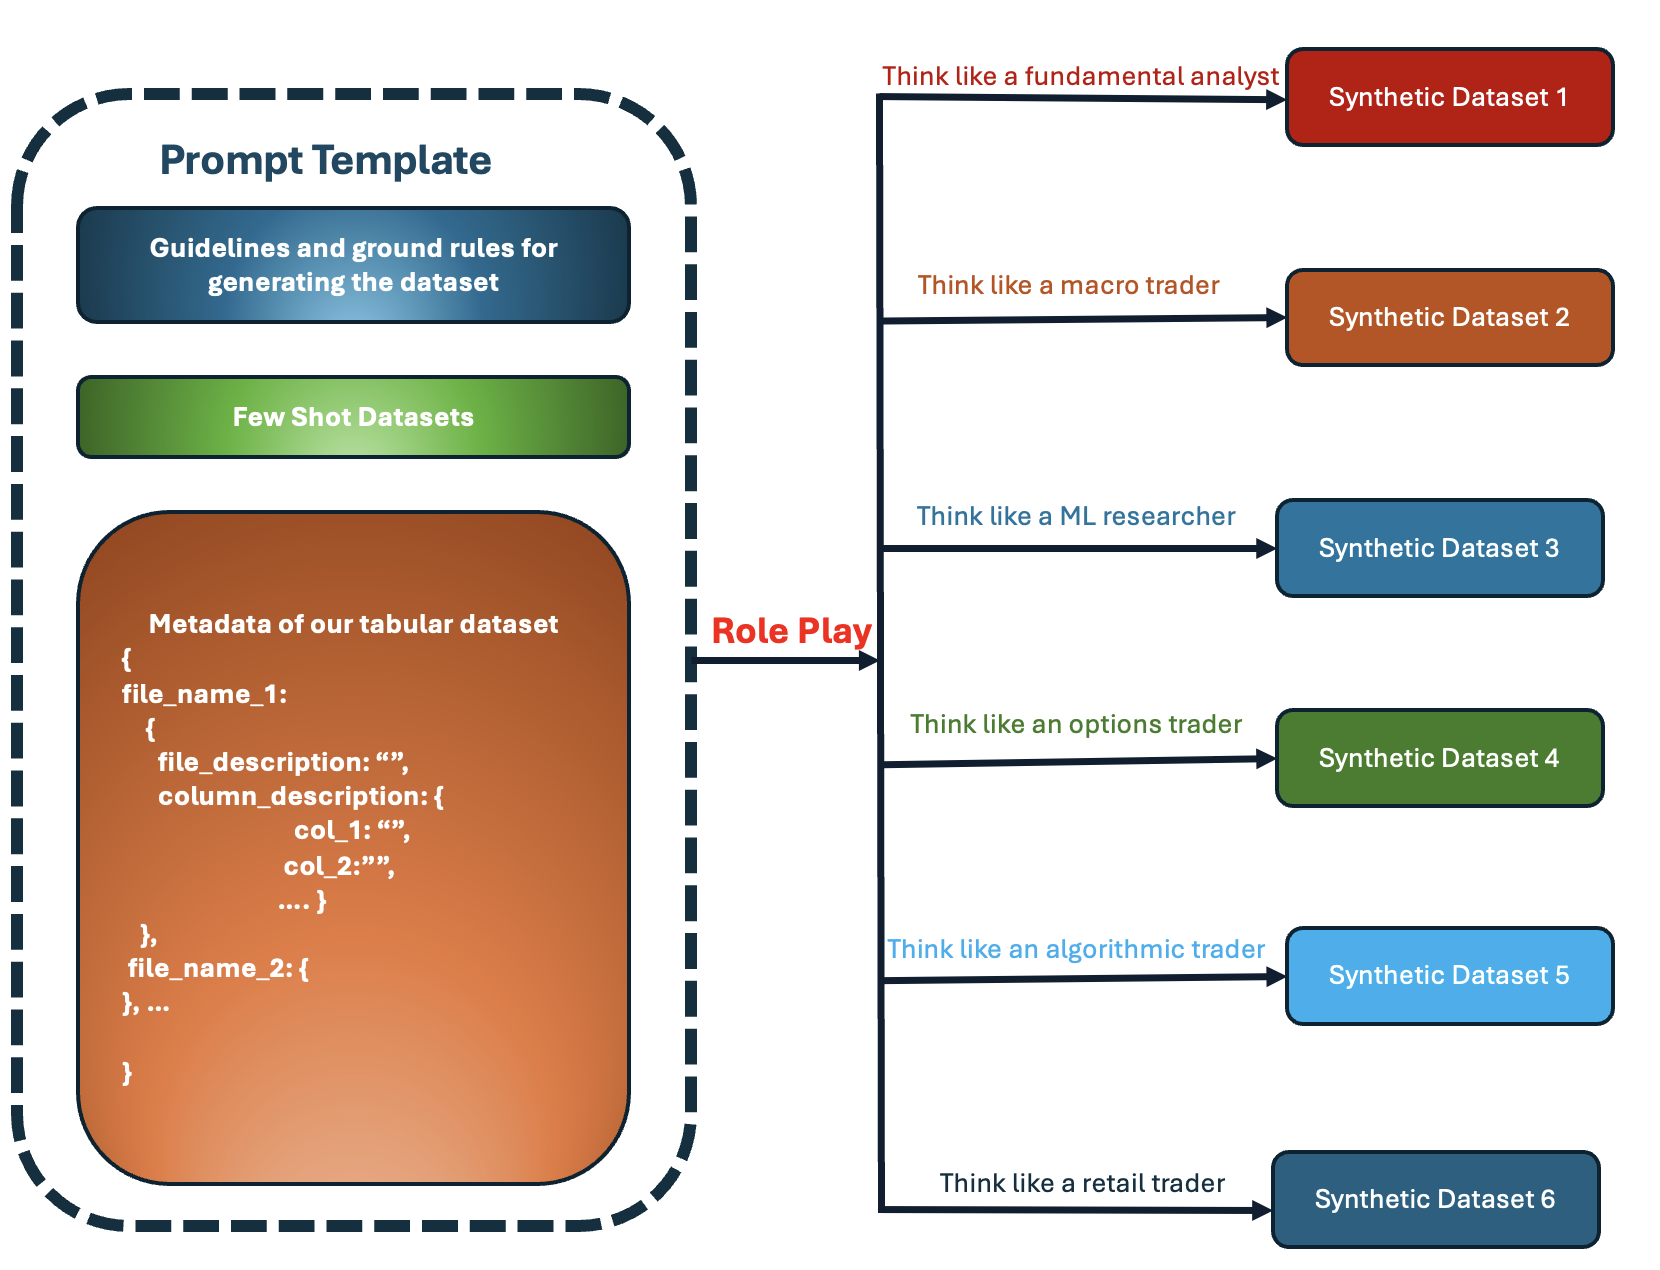 Prompt Template
Guidelines and ground rules for
generating the dataset
Few Shot Datasets
Metadata of our tabular dataset
{
file_name_1:
{
file_description: “”,
column_description: {
col_1: “”,
col_2:””,
.... }
},
file_name_2: {
}, ...
}
Role Play
Think like a fundamental analyst
Synthetic Dataset 1
Think like a macro trader
Synthetic Dataset 2
Think like a ML researcher
Synthetic Dataset 3
Think like an options trader
Synthetic Dataset 4
Think like an algorithmic trader
Synthetic Dataset 5
Think like a retail trader
Synthetic Dataset 6